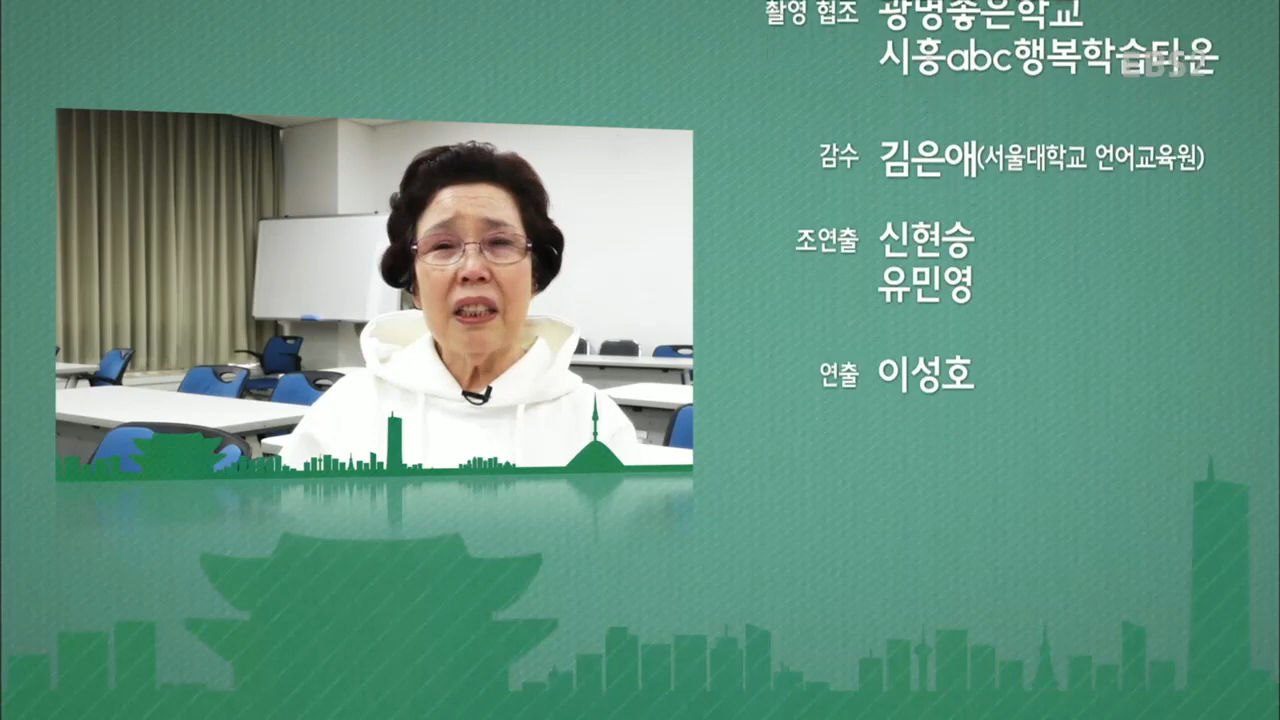 촬영 협조 광명좋은학교
시흥abc행복학습타운
EBS2
감수 김은애(서울대학교 언어교육원)
조연출 신현승
유민영
연출 이성호